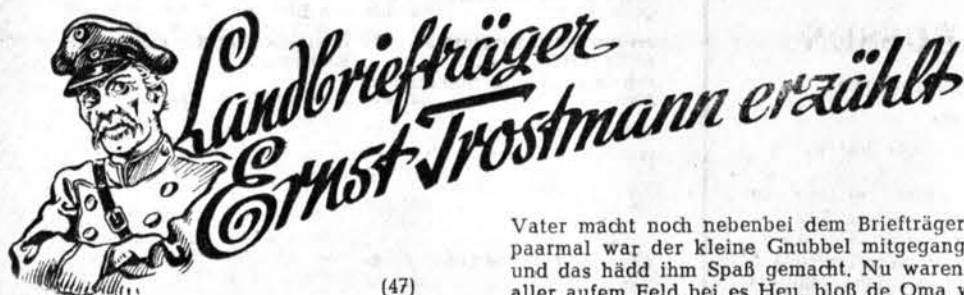 Landbriefträger
Ernst Trostmann erzählt
(47)
Vater macht noch nebenbei dem Briefträger
paarmal war der kleine Gnubbel mitgegang
und das hädd ihm Spaß gemacht. Nu waren
aller aufem Feld bei es Heu, bloß de Oma